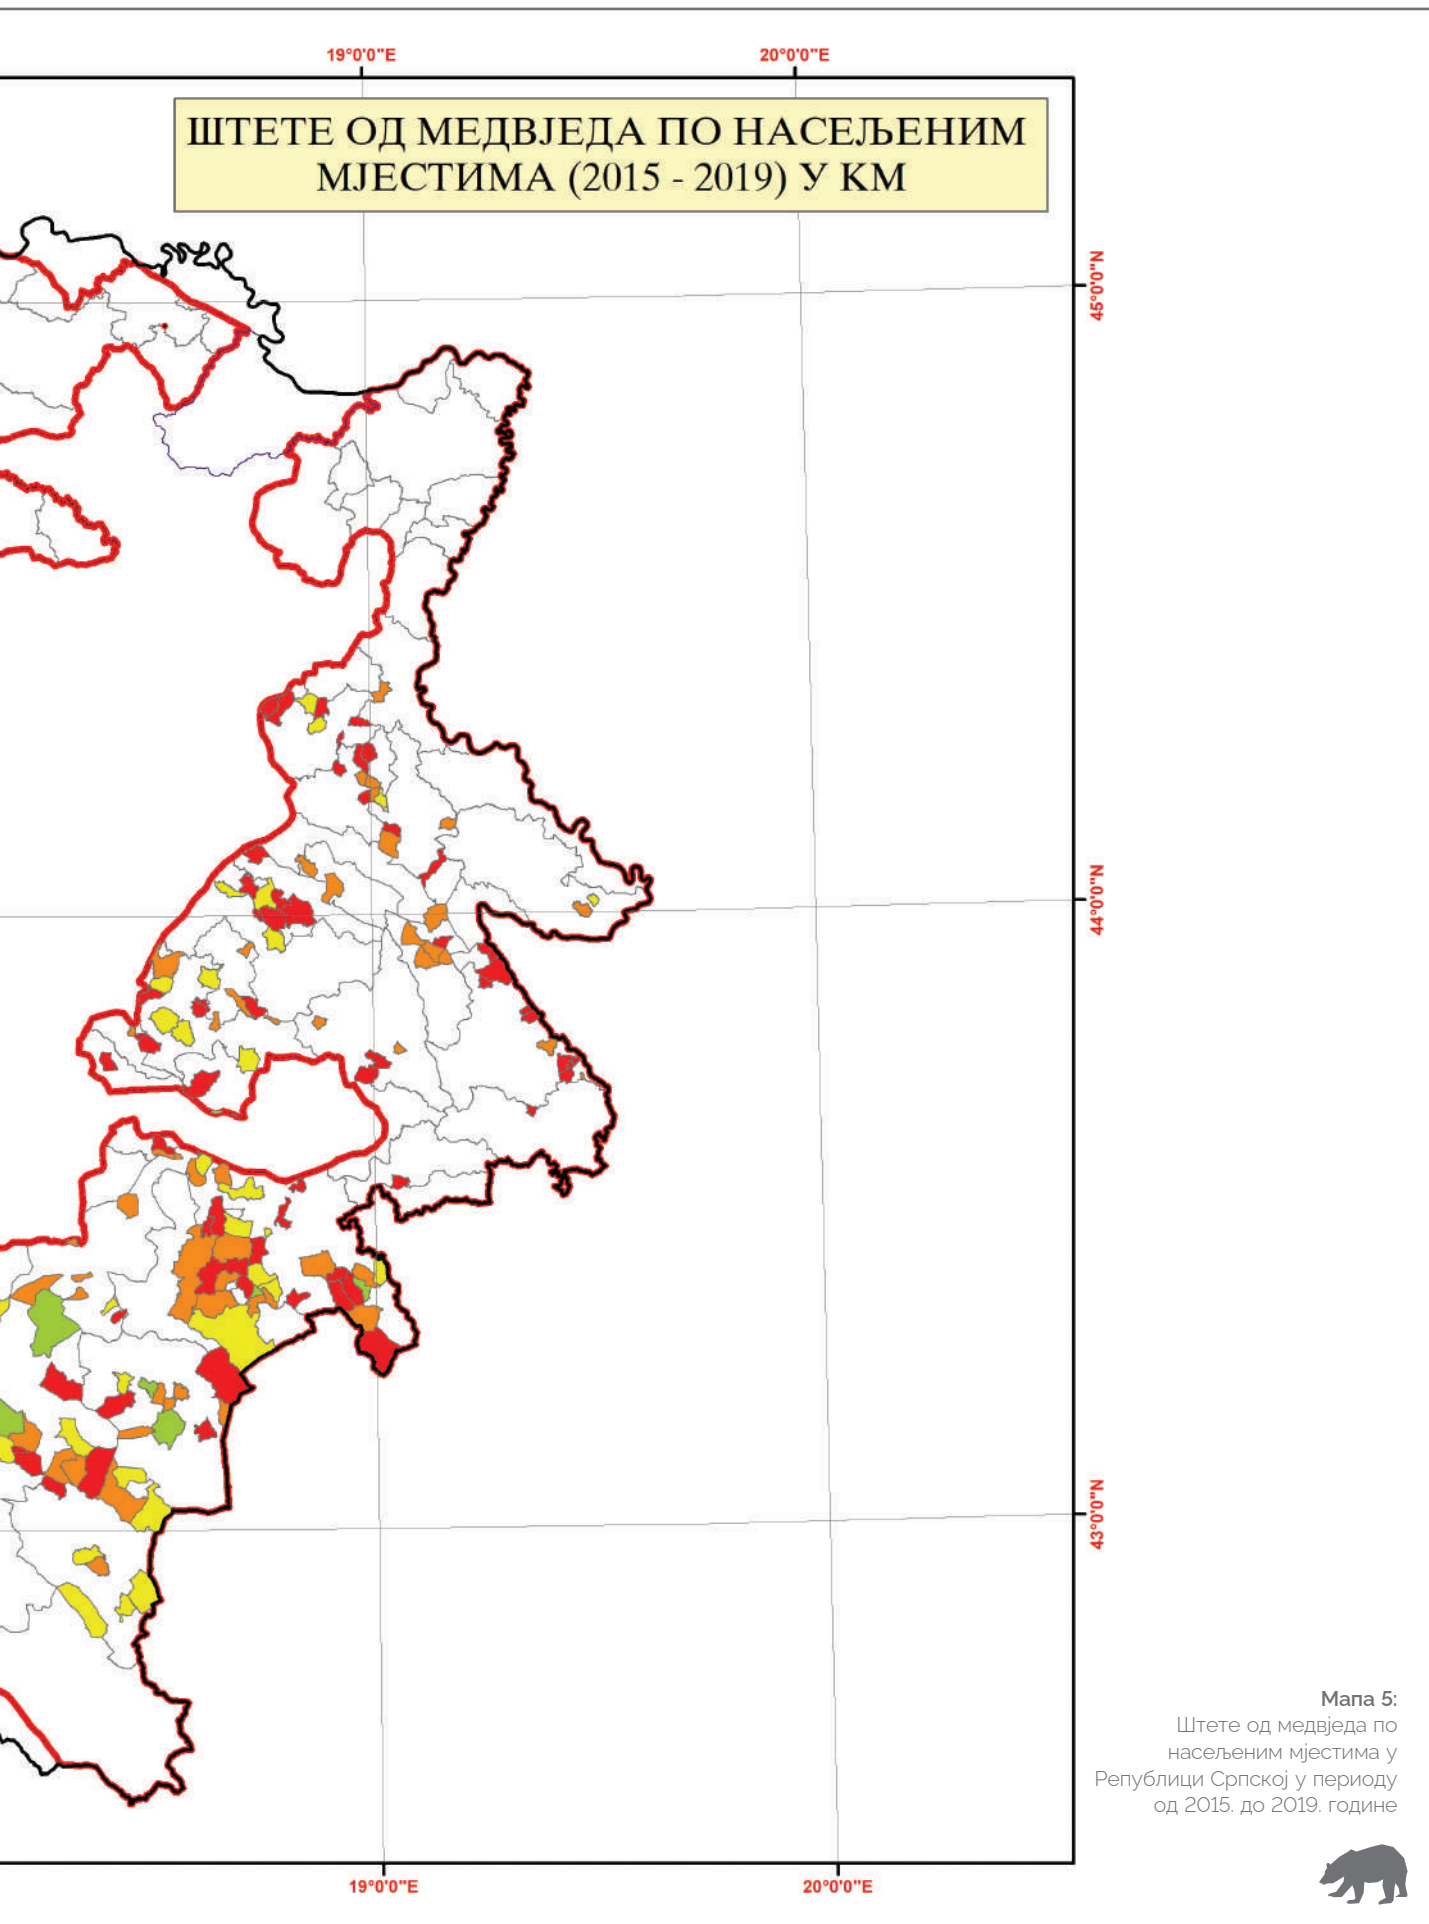 19°0'0"E
20°0'0"E
ШТЕТЕ ОД МЕДВЈЕДА ПО НАСЕЉЕНИМ
МЈЕСТИМА (2015 - 2019) У КМ
45°0'0"N
44°0'0"N
43°0'0"N
Мапа 5:
Штете од медвједа по
насељеним мјестима у
Републици Српској у периоду
од 2015. до 2019. године
19°0'0"E
20°0'0"E